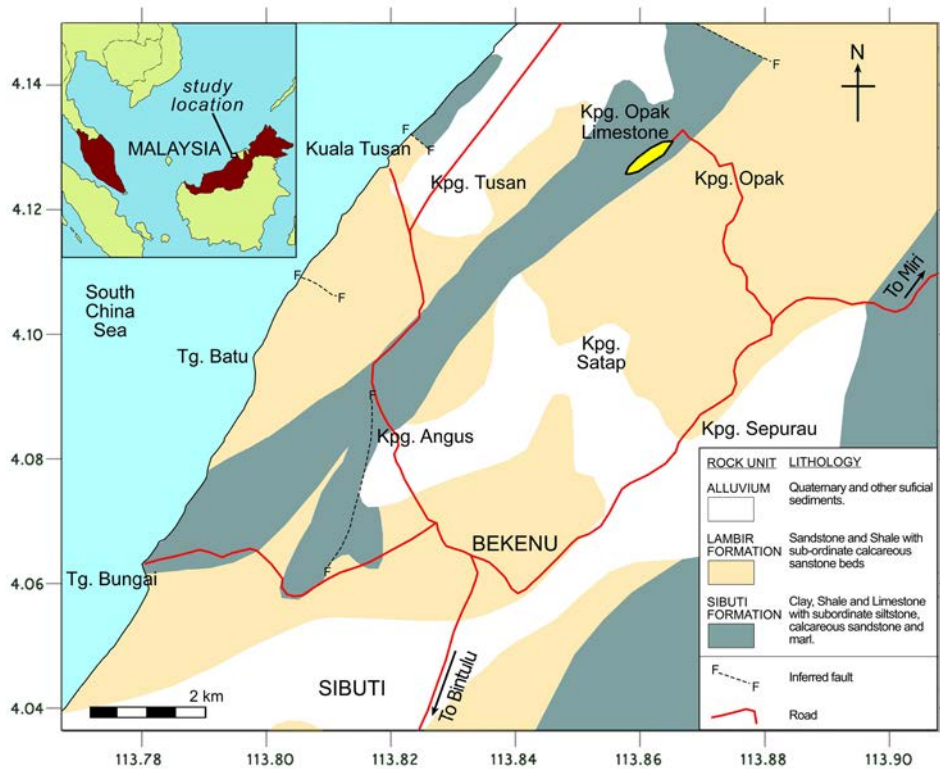 4.14
4.12
4.10
4.08
4.06
4.04
113.78
113.80
113.82
113.84
113.86
113.88
113.90
study
location
MALAYSIA
N
Kuala Tusan
F
F
Kpg. Tusan
Kpg. Opak
Limestone
F
F
Kpg. Opak
To Miri
South
China
Sea
F
F
Tg. Batu
Kpg.
Satap
F
Kpg. Angus
Kpg. Sepurau
BEKENU
F
Tg. Bungai
SIBUTI
To Bintulu
2 km
ROCK UNIT LITHOLOGY
ALLUVIUM
Quaternary and other suficial
sediments.
LAMBIR
FORMATION
Sandstone and Shale with
sub-ordinate calcareous
sanstone beds
SIBUTI
FORMATION
Clay, Shale and Limestone
with subordinate siltstone,
calcareous sandstone and
marl.
F
F
Inferred fault
Road